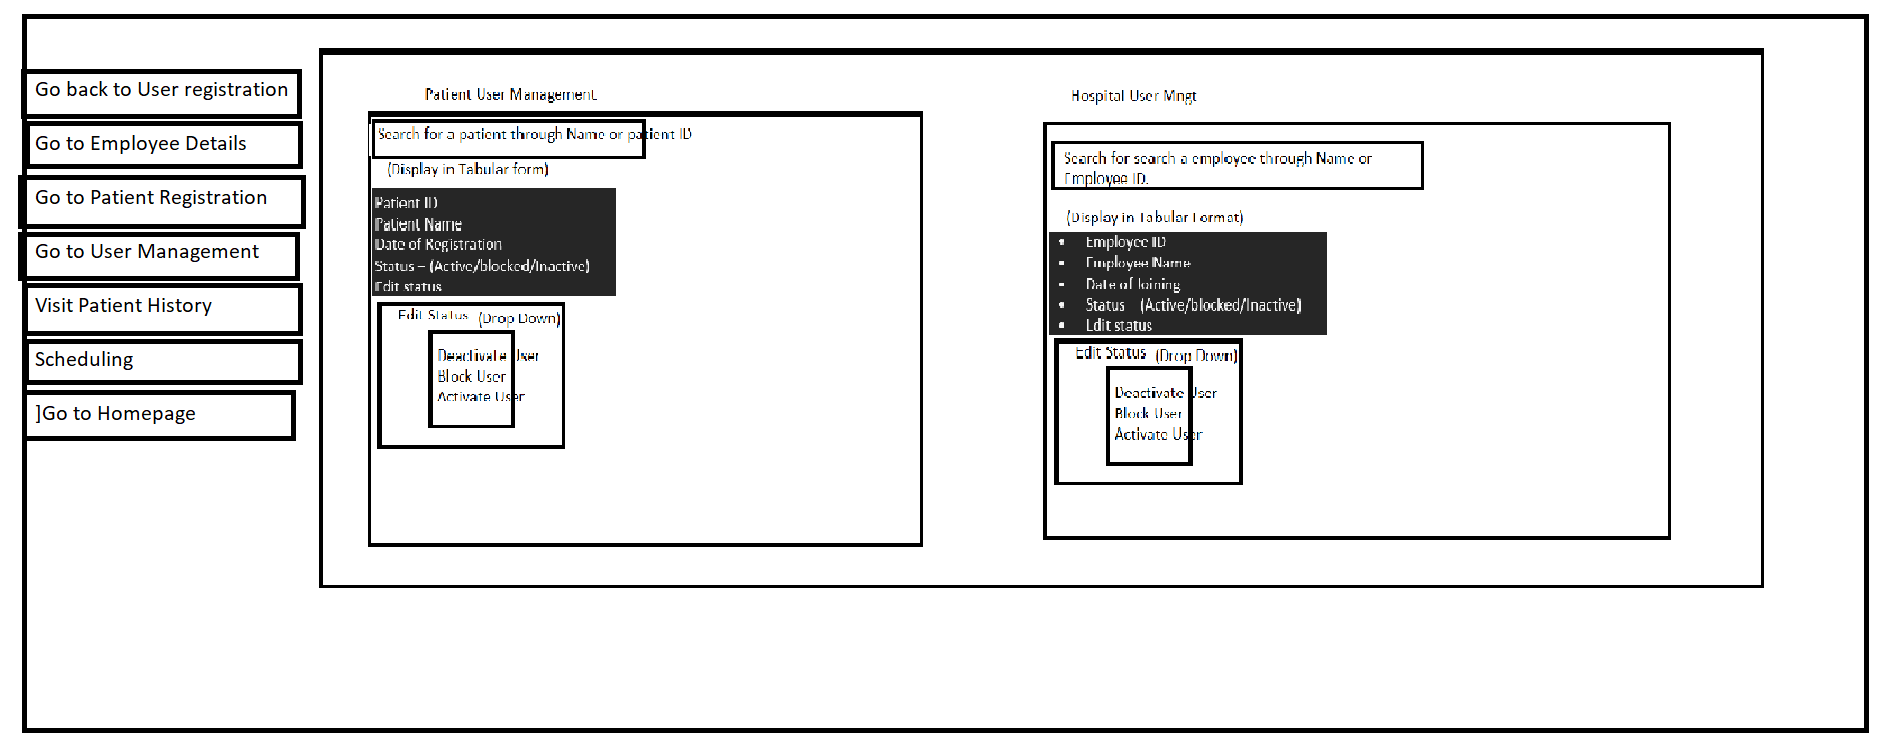 Go back to User registration
Go to Employee Details
Go to Patient Registration
Go to User Management
Visit Patient History
Scheduling
]Go to Homepage
Patient User Management
Search for a patient through Name or patient ID
(Display in Tabular form)
Patient ID
Patient Name
Date of Registration
Status – (Active/blocked/Inactive)
Edit status
Edit Status (Drop Down)
Deactivate User
Block User
Activate User
Hospital User Mngt
Search for search a employee through Name or
Employee ID.
(Display in Tabular Format)
• Employee ID
• Employee Name
• Date of Joining
• Status (Active/blocked/Inactive)
• Edit status
Edit Status (Drop Down)
Deactivate User
Block User
Activate User